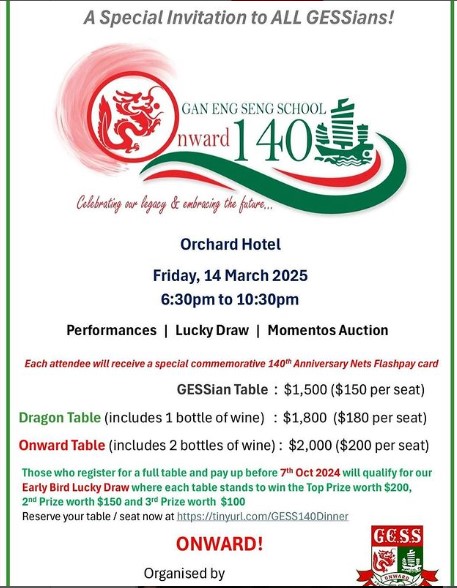 A Special Invitation to ALL GESSians!
GAN ENG SENG SCHOOL
Onward 140
Celebrating our legacy & embracing the future...
Orchard Hotel
Friday, 14 March 2025
6:30pm to 10:30pm
Performances | Lucky Draw | Momentos Auction
Each attendee will receive a special commemorative 140th Anniversary Nets Flashpay card
GESSian Table : $1,500 ($150 per seat)
Dragon Table (includes 1 bottle of wine) : $1,800 ($180 per seat)
Onward Table (includes 2 bottles of wine) : $2,000 ($200 per seat)
Those who register for a full table and pay up before 7th Oct 2024 will qualify for our
Early Bird Lucky Draw where each table stands to win the Top Prize worth $200,
2nd Prize worth $150 and 3rd Prize worth $100
Reserve your table / seat now at https://tinyurl.com/GESS140Dinner
ONWARD!
GESS
ONWARD
Organised by